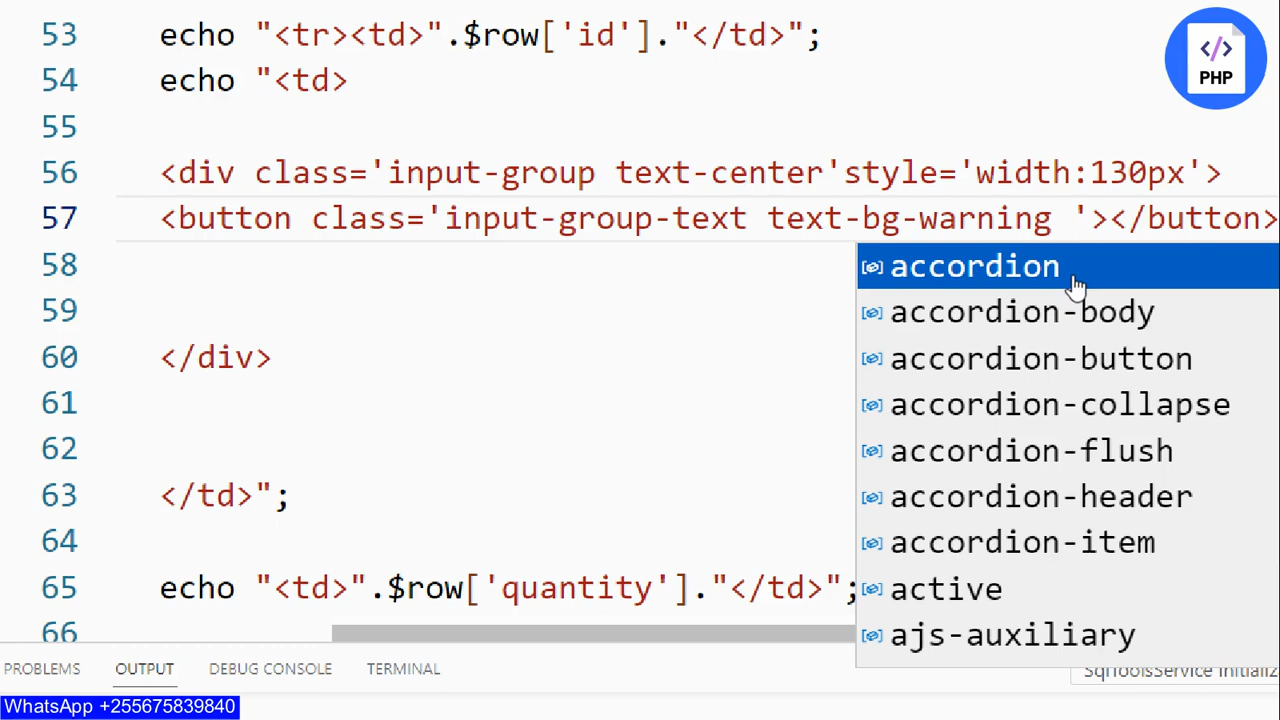 53 echo "<tr><td>".$row['id']."</td>";
54 echo "<td>
55
56 <div class='input-group text-center'style='width:130px'>
57 <button class='input-group-text text-bg-warning '></button>
58
59
60 </div>
61
62
63 </td>";
64
65 echo "<td>".$row['quantity']."</td>";
66
</> PHP
accordion
accordion-body
accordion-button
accordion-collapse
accordion-flush
accordion-header
accordion-item
active
ajs-auxiliary
PROBLEMS OUTPUT DEBUG CONSOLE TERMINAL
SqlToolsService Initializ
WhatsApp +255675839840